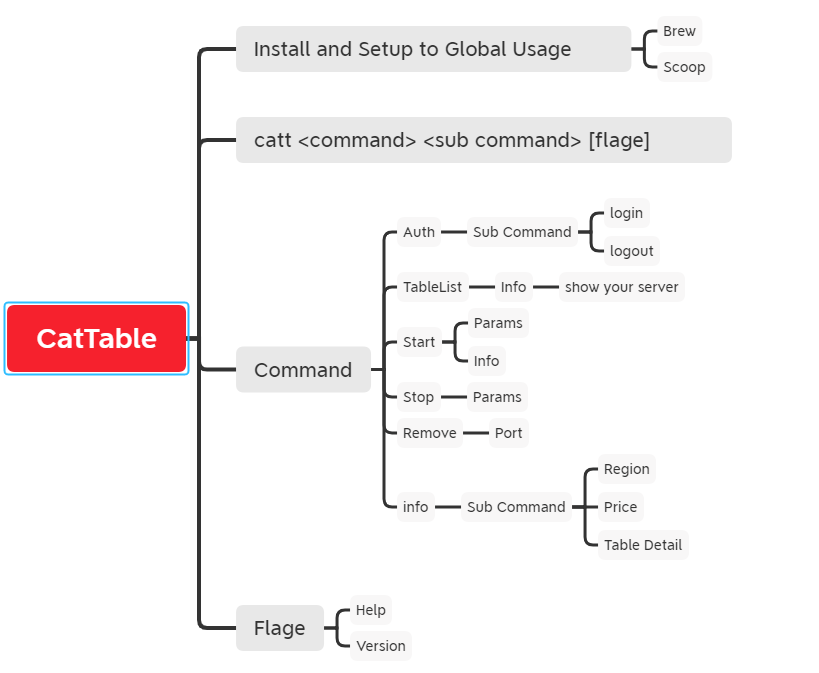 Install and Setup to Global Usage
Brew
Scoop
catt <command> <sub command> [flage]
CatTable
Command
Auth
Sub Command
login
logout
TableList
Info
show your server
Start
Params
Info
Stop
Params
Remove
Port
info
Sub Command
Region
Price
Table Detail
Flage
Help
Version